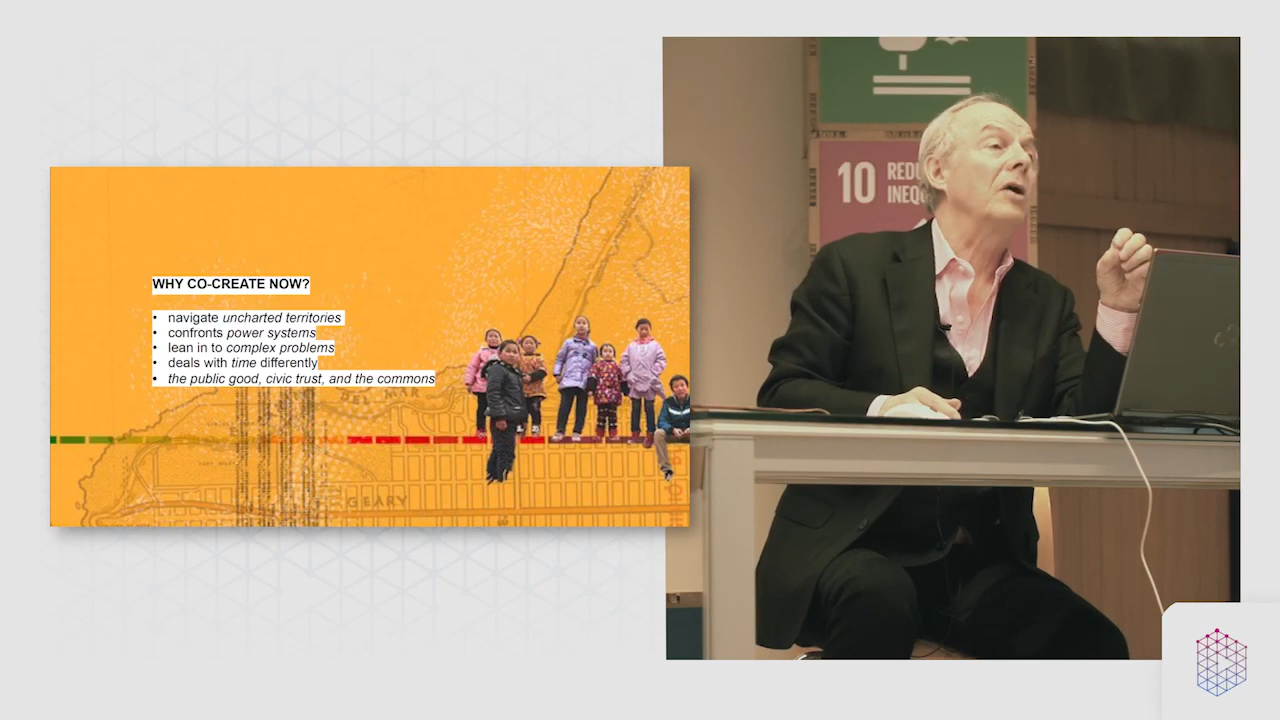 WHY CO-CREATE NOW?
• navigate uncharted territories
• confronts power systems
• lean in to complex problems
• deals with time differently
• the public good, civic trust, and the commons
DEL MAR
GEARY
10 REDU
INEQU